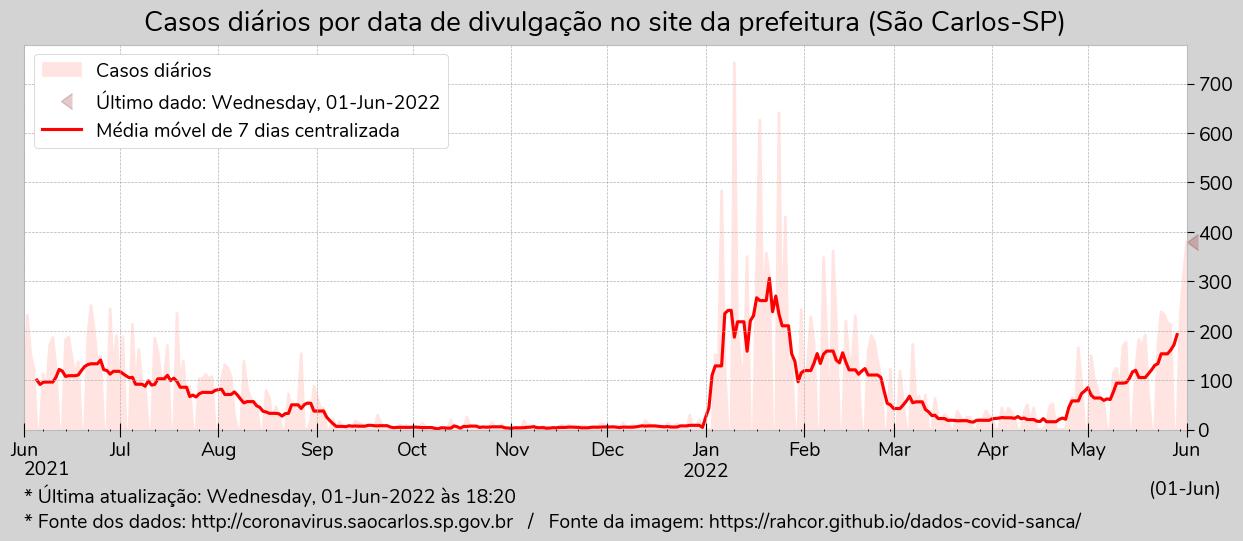 Casos diários por data de divulgação no site da prefeitura (São Carlos-SP)
Casos diários
Último dado: Wednesday, 01-Jun-2022
Média móvel de 7 dias centralizada
700
600
500
400
300
200
100
0
Jun Jul Aug Sep Oct Nov Dec Jan Feb Mar Apr May Jun
2021 2022
(01-Jun)
* Última atualização: Wednesday, 01-Jun-2022 às 18:20
* Fonte dos dados: http://coronavirus.saocarlos.sp.gov.br / Fonte da imagem: https://rahcor.github.io/dados-covid-sanca/